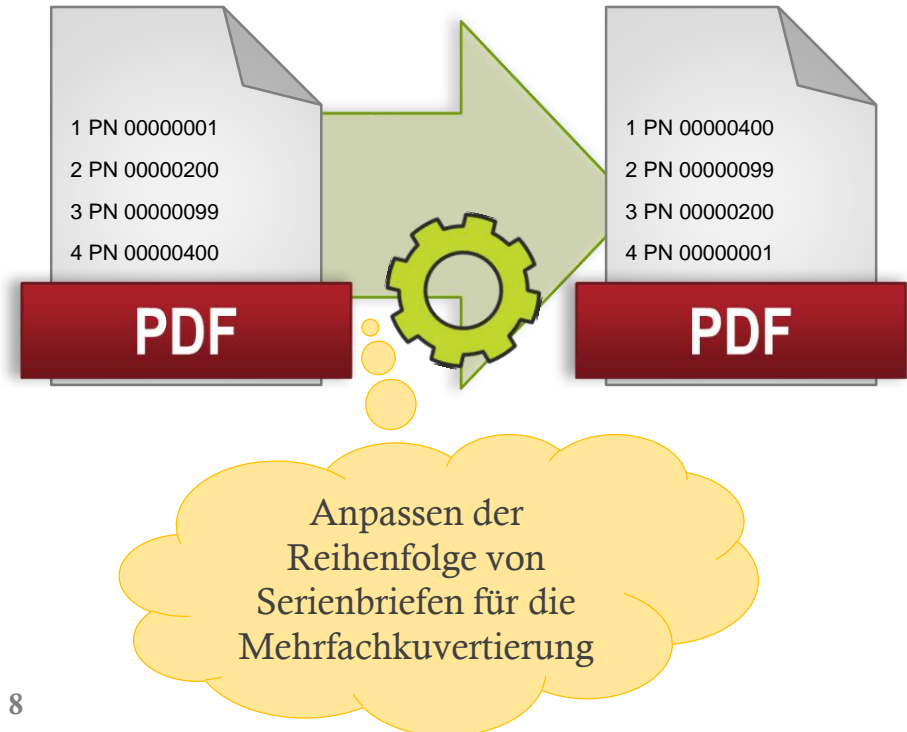 1 PN 00000001
2 PN 00000200
3 PN 00000099
4 PN 00000400
PDF
1 PN 00000400
2 PN 00000099
3 PN 00000200
4 PN 00000001
PDF
Anpassen der
Reihenfolge von
Serienbriefen für die
Mehrfachkuvertierung
8